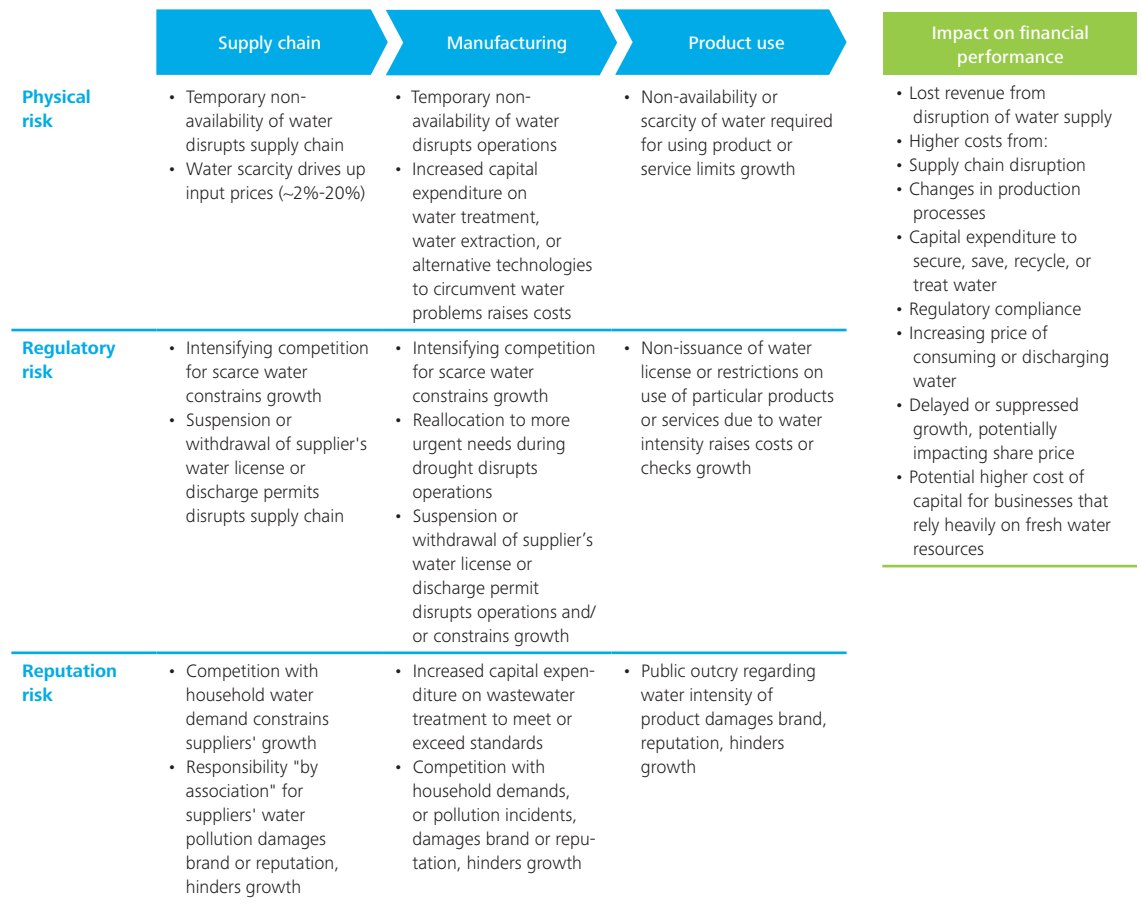 Supply chain
Manufacturing
Product use
Impact on financial
performance
Physical
risk
• Temporary non-
availability of water
disrupts supply chain
• Water scarcity drives up
input prices (~2%-20%)
• Temporary non-
availability of water
disrupts operations
• Increased capital
expenditure on
water treatment,
water extraction, or
alternative technologies
to circumvent water
problems raises costs
• Non-availability or
scarcity of water required
for using product or
service limits growth
Regulatory
risk
• Intensifying competition
for scarce water
constrains growth
• Suspension or
withdrawal of supplier's
water license or
discharge permits
disrupts supply chain
• Intensifying competition
for scarce water
constrains growth
• Reallocation to more
urgent needs during
drought disrupts
operations
• Suspension or
withdrawal of supplier’s
water license or
discharge permit
disrupts operations and/
or constrains growth
• Non-issuance of water
license or restrictions on
use of particular products
or services due to water
intensity raises costs or
checks growth
Reputation
risk
• Competition with
household water
demand constrains
suppliers' growth
• Responsibility "by
association" for
suppliers' water
pollution damages
brand or reputation,
hinders growth
• Increased capital expen-
diture on wastewater
treatment to meet or
exceed standards
• Competition with
household demands,
or pollution incidents,
damages brand or repu-
tation, hinders growth
• Public outcry regarding
water intensity of
product damages brand,
reputation, hinders
growth
• Lost revenue from
disruption of water supply
• Higher costs from:
• Supply chain disruption
• Changes in production
processes
• Capital expenditure to
secure, save, recycle, or
treat water
• Regulatory compliance
• Increasing price of
consuming or discharging
water
• Delayed or suppressed
growth, potentially
impacting share price
• Potential higher cost of
capital for businesses that
rely heavily on fresh water
resources